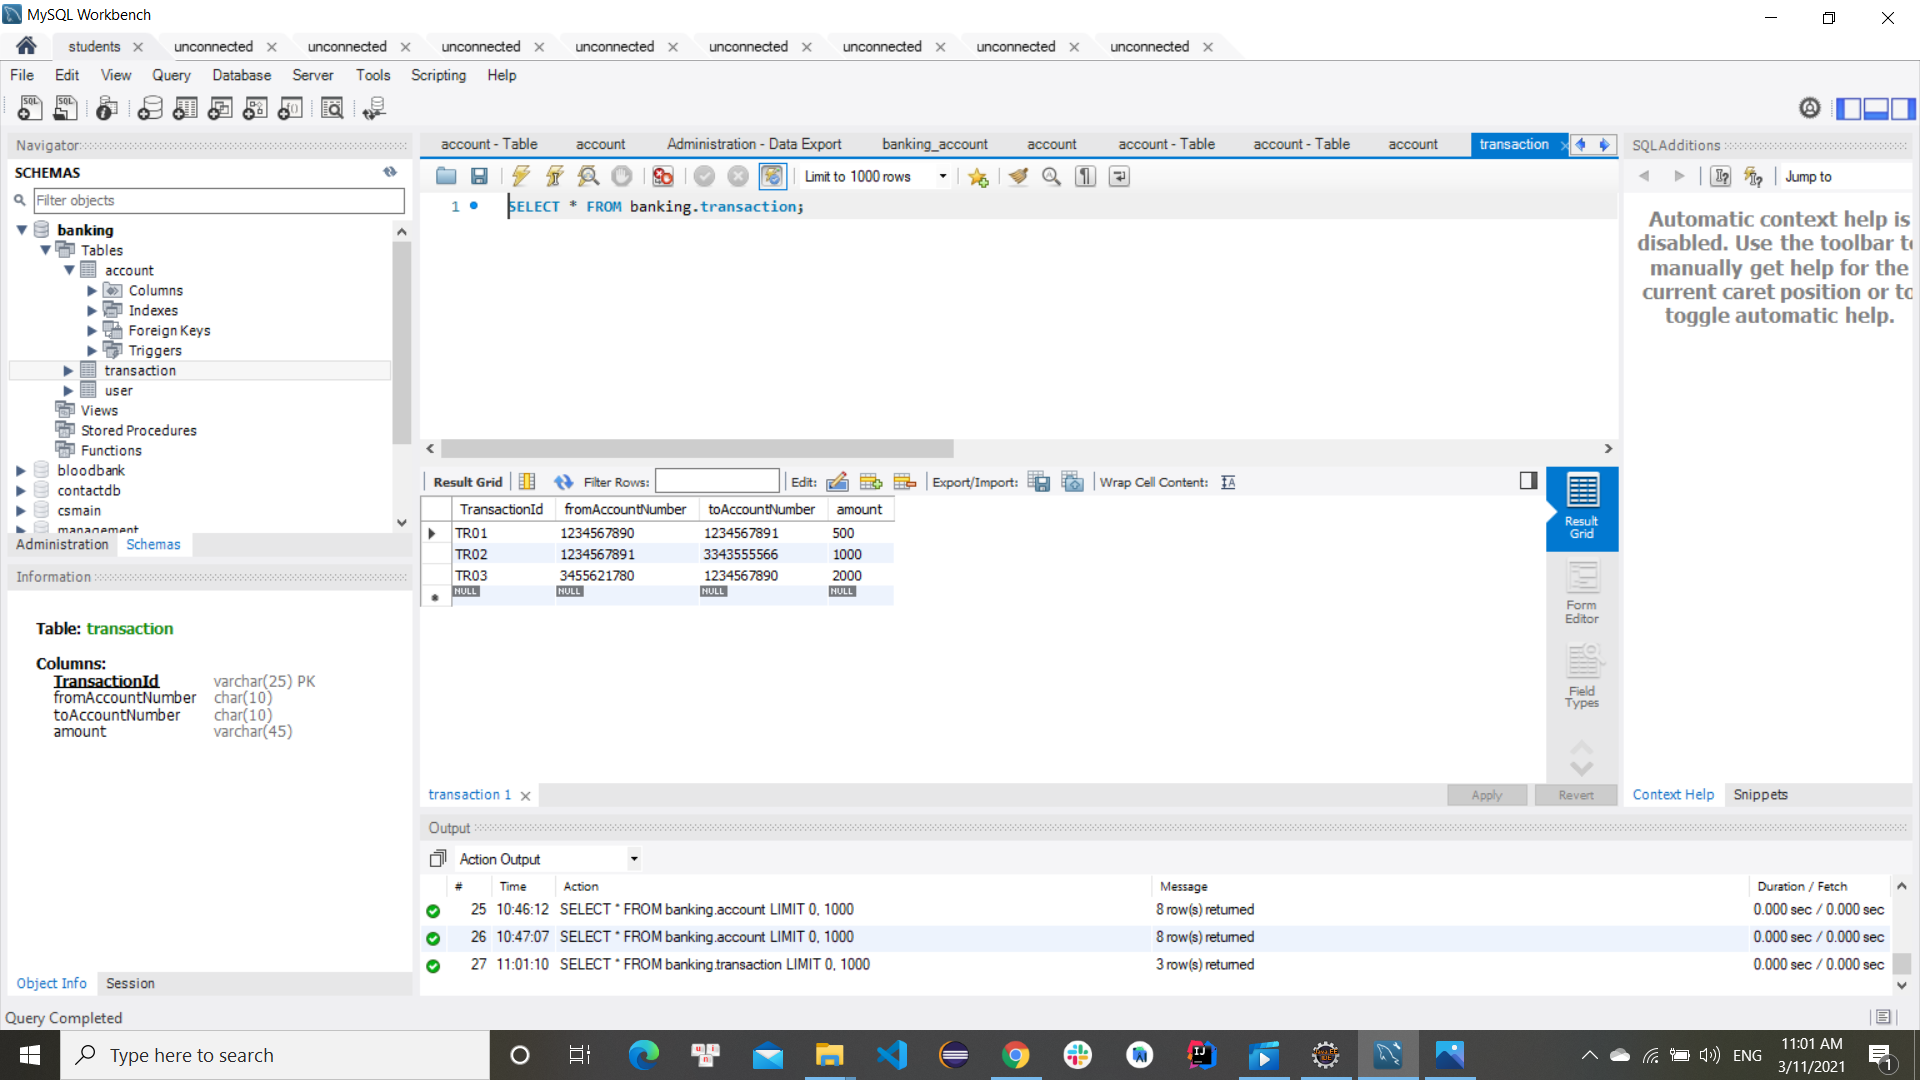 MySQL Workbench
students
unconnected
unconnected
unconnected
unconnected
unconnected
unconnected
unconnected
unconnected
File Edit View Query Database Server Tools Scripting Help
Navigator
SCHEMAS
Filter objects
banking
Tables
account
Columns
Indexes
Foreign Keys
Triggers
transaction
user
Views
Stored Procedures
Functions
bloodbank
contactdb
csmain
management
Administration Schemas
Information
Table: transaction
Columns:
TransactionId varchar(25) PK
fromAccountNumber char(10)
toAccountNumber char(10)
amount varchar(45)
Object Info Session
Query Completed
account - Table account Administration - Data Export banking_account account account - Table account - Table account transaction
Limit to 1000 rows
1 SELECT * FROM banking.transaction;
Result Grid Filter Rows: Edit: Export/Import: Wrap Cell Content:
TransactionId fromAccountNumber toAccountNumber amount
TR01 1234567890 1234567891 500
TR02 1234567891 3343555566 1000
TR03 3455621780 1234567890 2000
NULL NULL NULL NULL
Result Grid
Form Editor
Field Types
transaction 1
Apply Revert
SQLAdditions
Jump to
Automatic context help is
disabled. Use the toolbar to
manually get help for the
current caret position or to
toggle automatic help.
Context Help Snippets
Output
Action Output
# Time Action Message Duration / Fetch
25 10:46:12 SELECT * FROM banking.account LIMIT 0, 1000 8 row(s) returned 0.000 sec / 0.000 sec
26 10:47:07 SELECT * FROM banking.account LIMIT 0, 1000 8 row(s) returned 0.000 sec / 0.000 sec
27 11:01:10 SELECT * FROM banking.transaction LIMIT 0, 1000 3 row(s) returned 0.000 sec / 0.000 sec
Type here to search
ENG
11:01 AM
3/11/2021
1